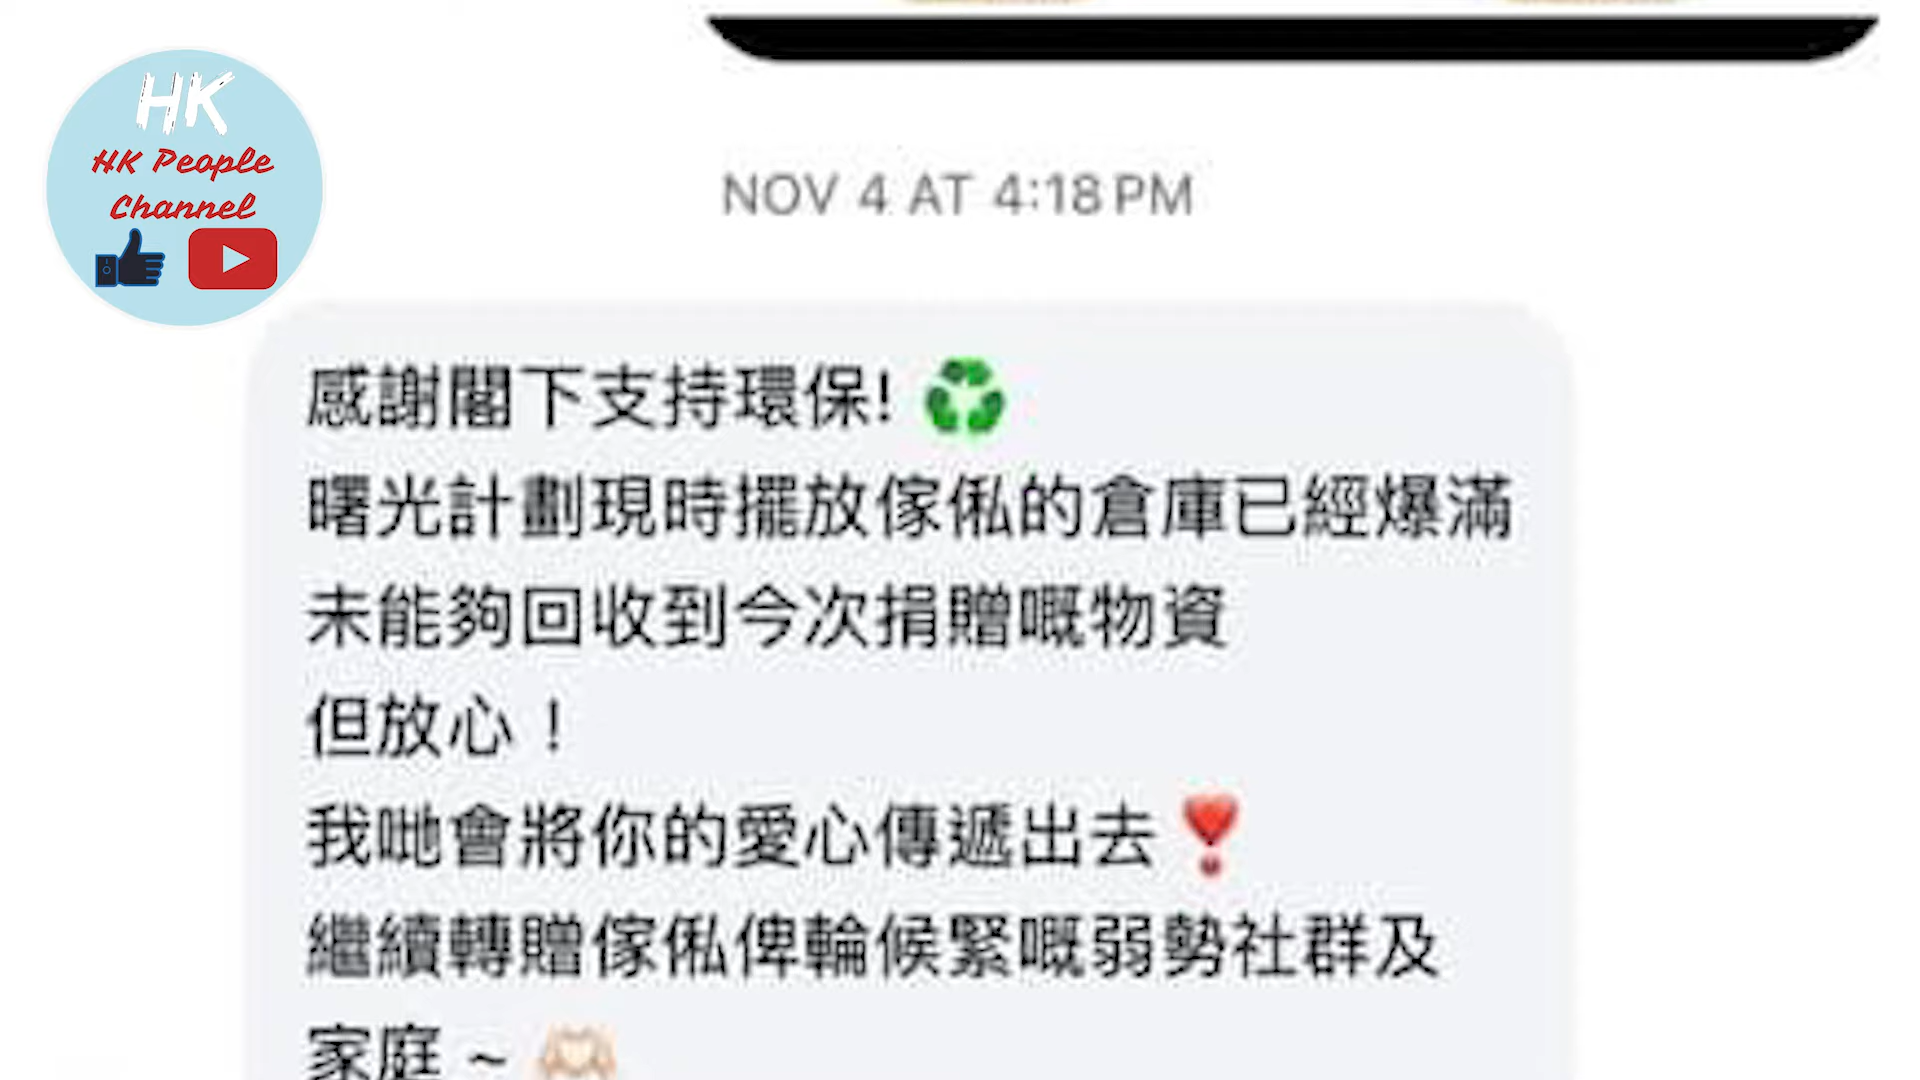 HK
HK People
Channel
NOV 4 AT 4:18 PM
感謝閣下支持環保! ♻️
曙光計劃現時擺放傢俬的倉庫已經爆滿
未能夠回收到今次捐贈嘅物資
但放心！
我哋會將你的愛心傳遞出去❣️
繼續轉贈傢俬俾輪候緊嘅弱勢社群及
家庭 ~ 🫶🏻